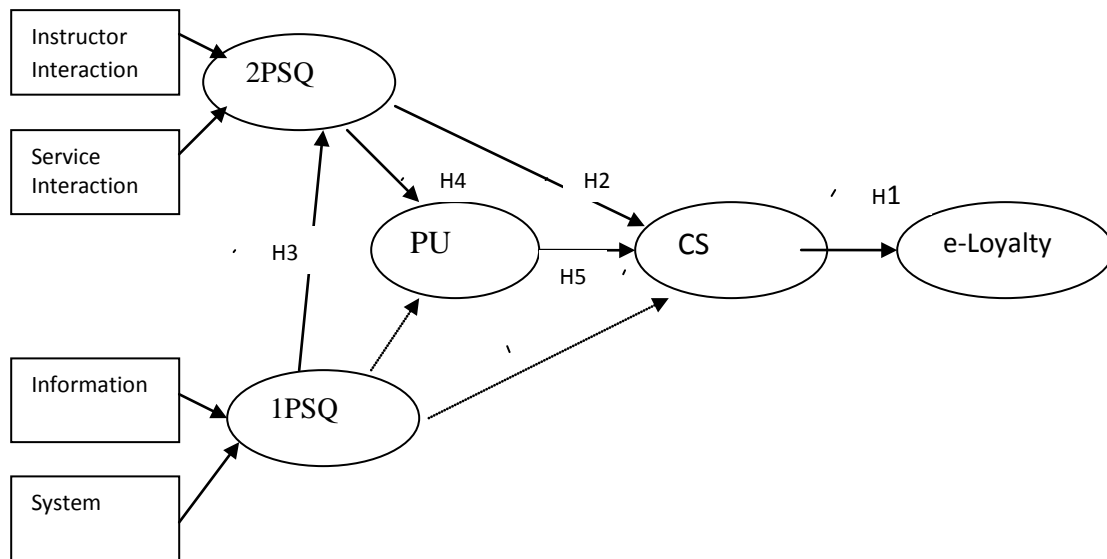 Instructor
Interaction
2PSQ
Service
Interaction
H4
H2
H1
H3
PU
CS
e-Loyalty
H5
Information
1PSQ
System